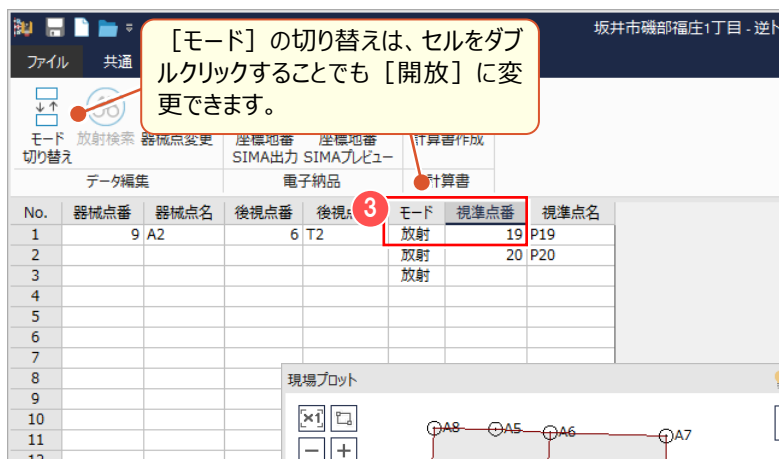 坂井市磯部福庄1丁目 - 逆ト
ファイル 共通
［モード］の切り替えは、セルをダブ
ルクリックすることでも［開放］に変
更できます。
モード 放射検索 器械点変更 座標地番 座標地番 計算書作成
切り替え SIMA出力 SIMAプレビュー
データ編集 電子納品 計算書
3
No. 器械点番 器械点名 後視点番 後視 モード 視準点番 視準点名
1 9 A2 6 T2 放射 19 P19
2 放射 20 P20
3 放射
4
5
6
7
8
9
10
11
12
現場プロット
×1
A8 A5 A6 A7